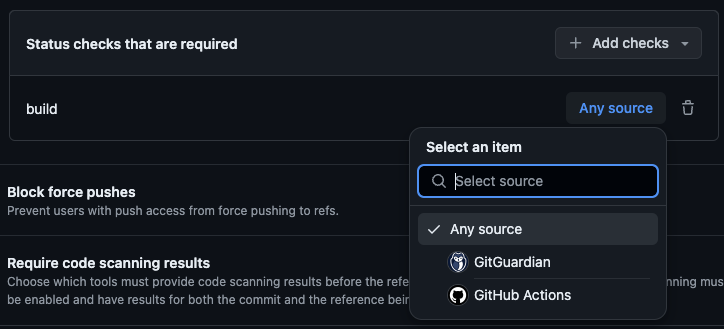 Status checks that are required
Add checks
build
Any source
Select an item
Select source
Any source
GitGuardian
GitHub Actions
Block force pushes
Prevent users with push access from force pushing to refs.
Require code scanning results
Choose which tools must provide code scanning results before the refe
nning mus
be enabled and have results for both the commit and the reference bein